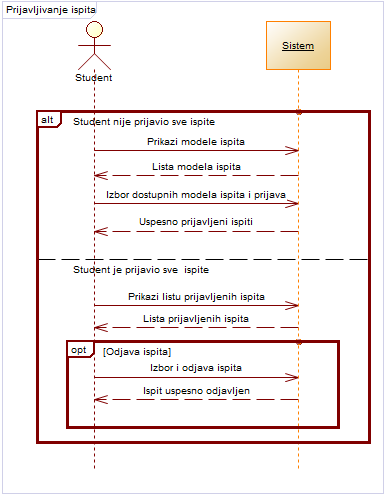 Prijavljivanje ispita
Sistem
Student
alt
Student nije prijavio sve ispite
Prikazi modele ispita
Lista modela ispita
Izbor dostupnih modela ispita i prijava
Uspesno prijavljeni ispiti
Student je prijavio sve ispite
Prikazi listu prijavljenih ispita
Lista prijavljenih ispita
opt
[Odjava ispita]
Izbor i odjava ispita
Ispit uspesno odjavljen